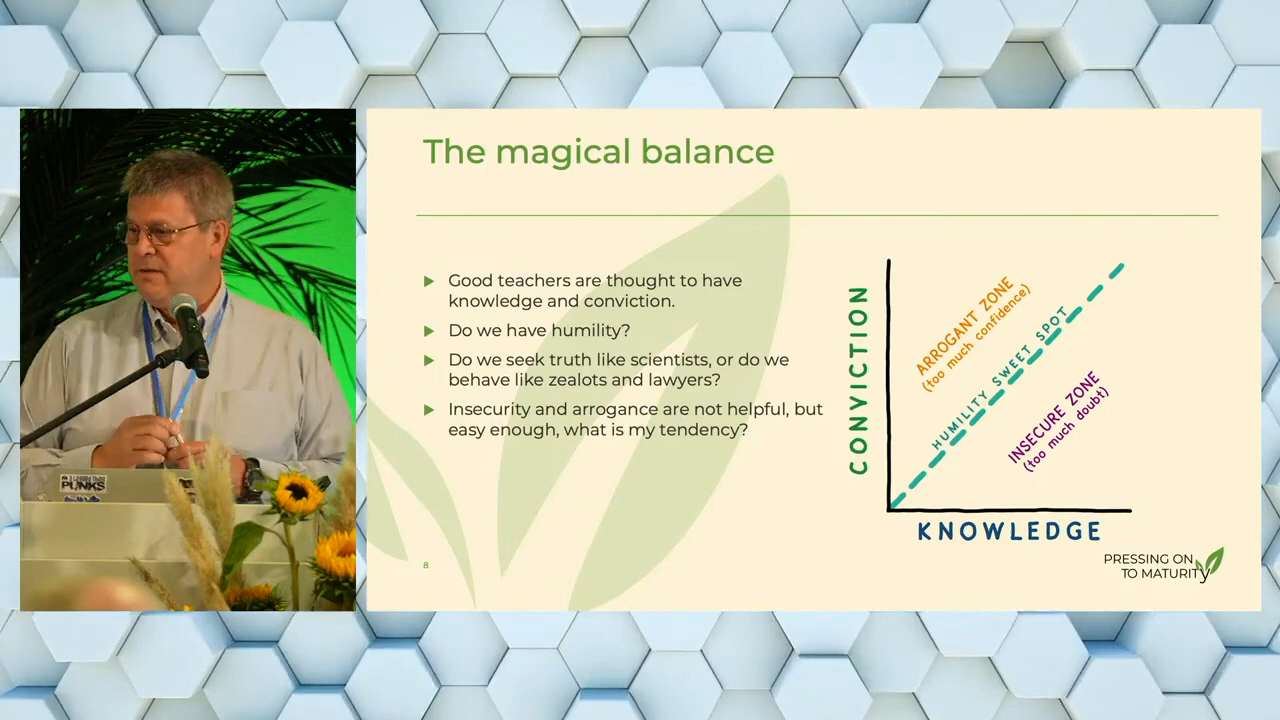 The magical balance
Good teachers are thought to have
knowledge and conviction.
Do we have humility?
Do we seek truth like scientists, or do we
behave like zealots and lawyers?
Insecurity and arrogance are not helpful, but
easy enough, what is my tendency?
CONVICTION
ARROGANT ZONE
(too much confidence)
HUMILITY SWEET SPOT
INSECURE ZONE
(too much doubt)
KNOWLEDGE
8
PRESSING ON
TO MATURITy
PUNKS